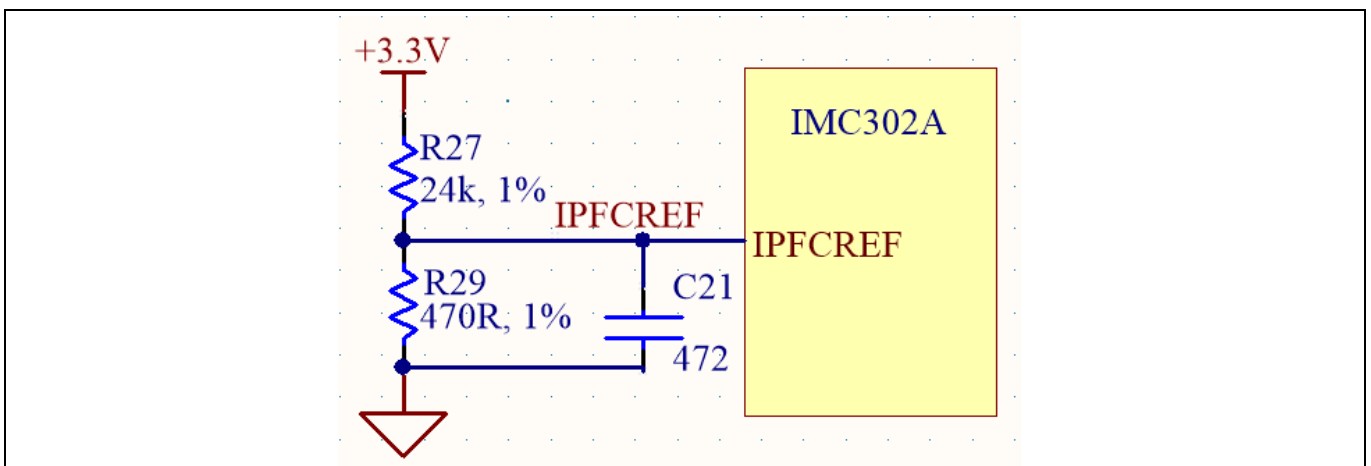 +3.3V
IMC302A
R27
24k, 1%
IPFCREF
IPFCREF
R29
470R, 1%
C21
472